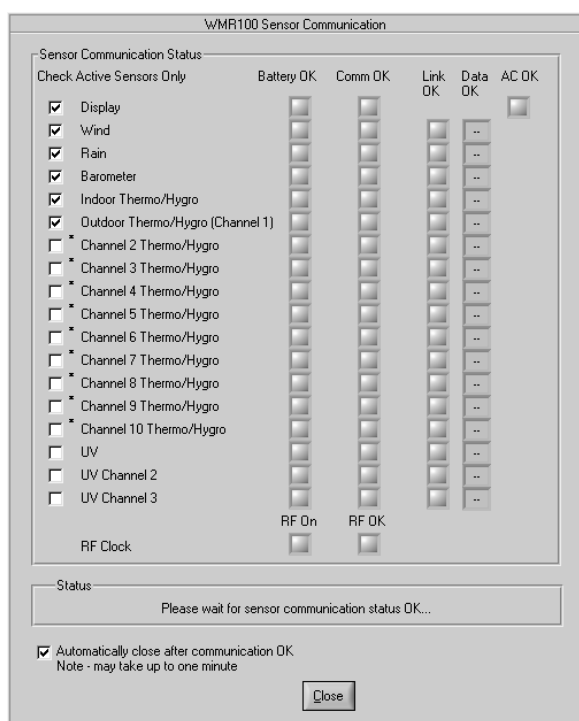 WMR100 Sensor Communication
Sensor Communication Status
Check Active Sensors Only Battery OK Comm OK Link OK Data OK AC OK
Display
Wind --
Rain --
Barometer --
Indoor Thermo/Hygro --
Outdoor Thermo/Hygro (Channel 1) --
* Channel 2 Thermo/Hygro --
* Channel 3 Thermo/Hygro --
* Channel 4 Thermo/Hygro --
* Channel 5 Thermo/Hygro --
* Channel 6 Thermo/Hygro --
* Channel 7 Thermo/Hygro --
* Channel 8 Thermo/Hygro --
* Channel 9 Thermo/Hygro --
* Channel 10 Thermo/Hygro --
UV --
UV Channel 2 --
UV Channel 3 --
RF On RF OK
RF Clock
Status
Please wait for sensor communication status OK...
Automatically close after communication OK
Note - may take up to one minute
Close